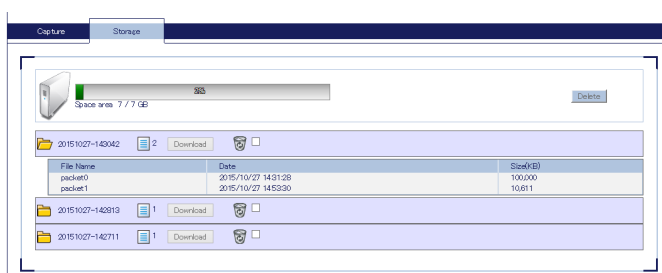 Capture Storage
Space area 7 / 7 GB
Delete
20151027-143042 2 Download
File Name Date Size(KB)
packet0 2015/10/27 14:31:28 100,000
packet1 2015/10/27 14:53:30 10,611
20151027-142813 1 Download
20151027-142711 1 Download